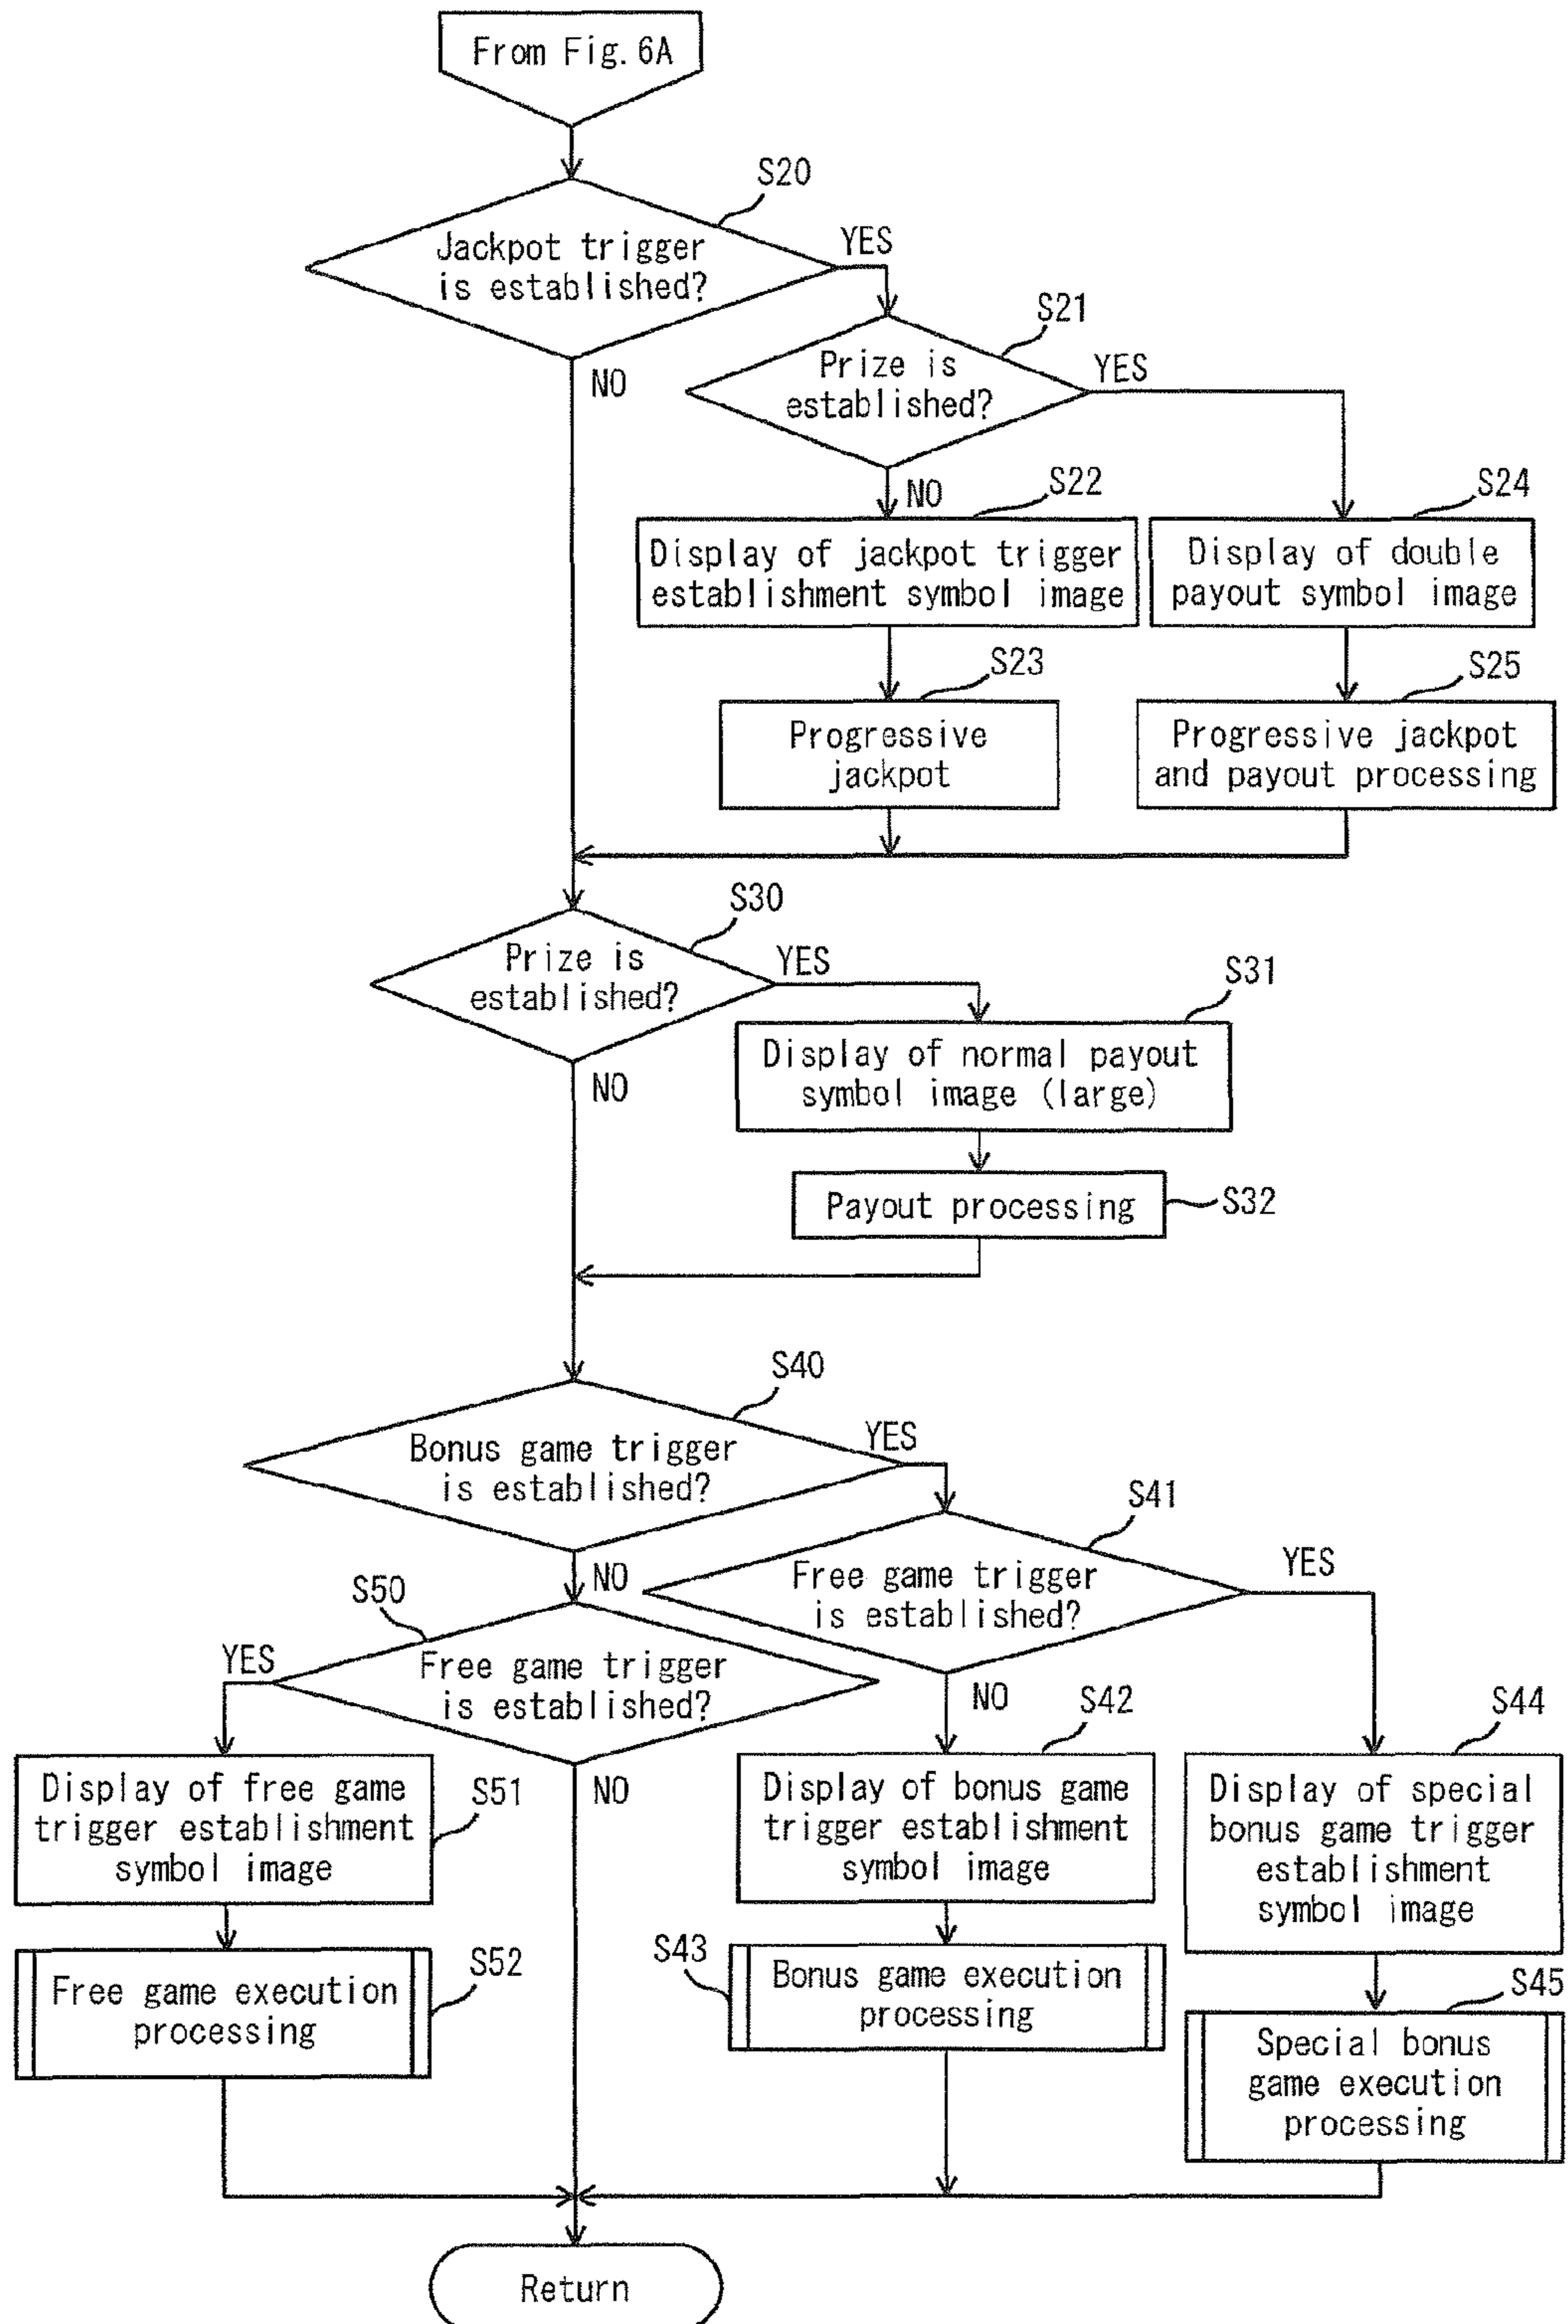 From Fig. 6A
S20
Jackpot trigger
is established?
YES
NO
S21
Prize is
established?
YES
NO
S22
Display of jackpot trigger
establishment symbol image
S24
Display of double
payout symbol image
S23
Progressive
jackpot
S25
Progressive jackpot
and payout processing
S30
Prize is
established?
YES
NO
S31
Display of normal payout
symbol image (large)
Payout processing
S32
S40
Bonus game trigger
is established?
YES
NO
S41
Free game trigger
is established?
YES
NO
S50
Free game trigger
is established?
YES
NO
Display of free game
trigger establishment
symbol image
S51
S42
Display of bonus game
trigger establishment
symbol image
S44
Display of special
bonus game trigger
establishment
symbol image
Free game execution
processing
S52
S43
Bonus game execution
processing
S45
Special bonus
game execution
processing
Return